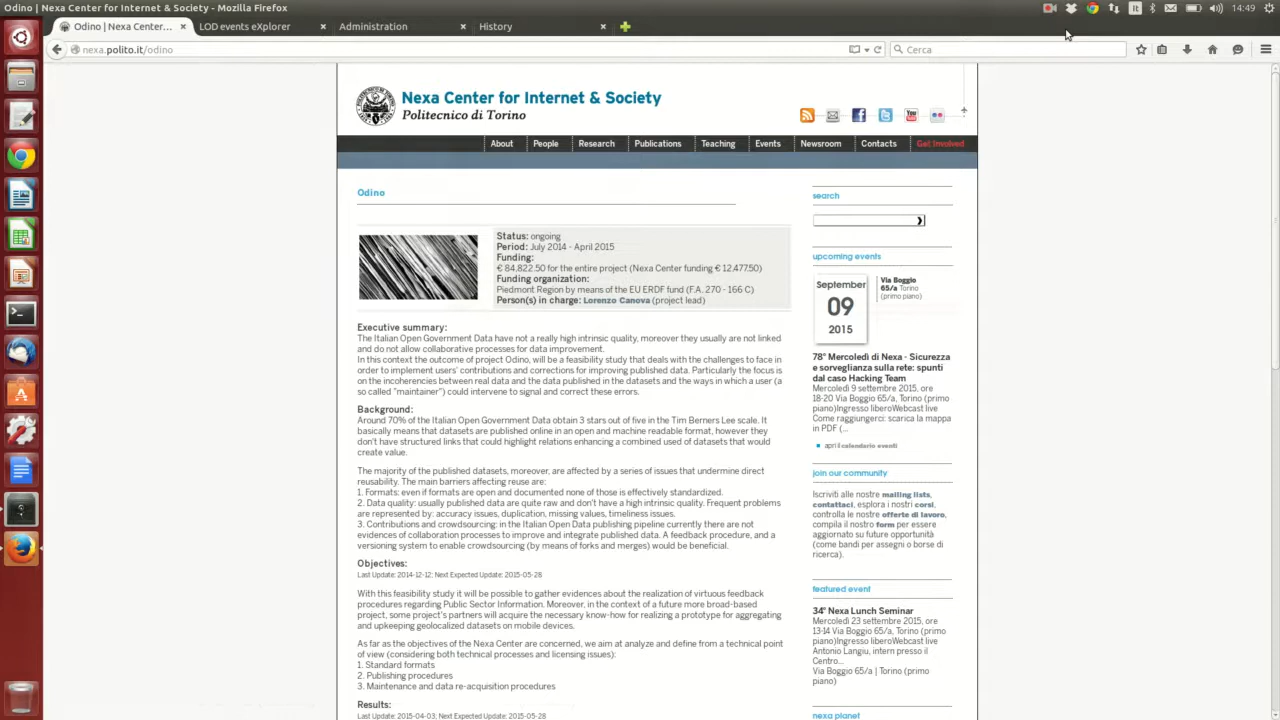 Odino | Nexa Center for Internet & Society - Mozilla Firefox
It
14:49
Odino | Nexa Center...
LOD events eXplorer
Administration
History
nexa.polito.it/odino
Cerca
Nexa Center for Internet & Society
Politecnico di Torino
You
About
People
Research
Publications
Teaching
Events
Newsroom
Contacts
Get Involved
Odino
Status: ongoing
Period: July 2014 - April 2015
Funding:
€ 84,822.50 for the entire project (Nexa Center funding € 12,477.50)
Funding organization:
Piedmont Region by means of the EU ERDF fund (F.A. 270 - 166 C)
Person(s) in charge: Lorenzo Canova (project lead)
Executive summary:
The Italian Open Government Data have not a really high intrinsic quality, moreover they usually are not linked
and do not allow collaborative processes for data improvement.
In this context the outcome of project Odino, will be a feasibility study that deals with the challenges to face in
order to implement users' contributions and corrections for improving published data. Particularly the focus is
on the incoherencies between real data and the data published in the datasets and the ways in which a user (a
so called "maintainer") could intervene to signal and correct these errors.
Background:
Around 70% of the Italian Open Government Data obtain 3 stars out of five in the Tim Berners Lee scale. It
basically means that datasets are published online in an open and machine readable format, however they
don't have structured links that could highlight relations enhancing a combined used of datasets that would
create value.
The majority of the published datasets, moreover, are affected by a series of issues that undermine direct
reusability. The main barriers affecting reuse are:
1. Formats: even if formats are open and documented none of those is effectively standardized.
2. Data quality: usually published data are quite raw and don't have a high intrinsic quality. Frequent problems
are represented by: accuracy issues, duplication, missing values, timeliness issues.
3. Contributions and crowdsourcing: in the Italian Open Data publishing pipeline currently there are not
evidences of collaboration processes to improve and integrate published data. A feedback procedure, and a
versioning system to enable crowdsourcing (by means of forks and merges) would be beneficial.
Objectives:
Last Update: 2014-12-12; Next Expected Update: 2015-05-28
With this feasibility study it will be possible to gather evidences about the realization of virtuous feedback
procedures regarding Public Sector Information. Moreover, in the context of a future more broad-based
project, some project's partners will acquire the necessary know-how for realizing a prototype for aggregating
and upkeeping geolocalized datasets on mobile devices.
As far as the objectives of the Nexa Center are concerned, we aim at analyze and define from a technical point
of view (considering both technical processes and licensing issues):
1. Standard formats
2. Publishing procedures
3. Maintenance and data re-acquisition procedures
Results:
Last Update: 2015-04-03; Next Expected Update: 2015-05-28
search
upcoming events
September
09
2015
Via Boggio
65/a Torino
(primo piano)
78° Mercoledì di Nexa - Sicurezza
e sorveglianza sulla rete: spunti
dal caso Hacking Team
Mercoledì 9 settembre 2015, ore
18-20 Via Boggio 65/a, Torino (primo
piano)Ingresso liberoWebcast live
Come raggiungerci: scarica la mappa
in PDF (...
apri il calendario eventi
join our community
Iscriviti alle nostre mailing lists,
contattaci, esplora i nostri corsi,
controlla le nostre offerte di lavoro,
compila il nostro form per essere
aggiornato su future opportunità
(come bandi per assegni o borse di
ricerca).
featured event
34° Nexa Lunch Seminar
Mercoledì 23 settembre 2015, ore
13-14 Via Boggio 65/a, Torino (primo
piano)Ingresso liberoWebcast live
Antonio Langiu, intern presso il
Centro...
Via Boggio 65/a | Torino (primo
piano)
nexa planet